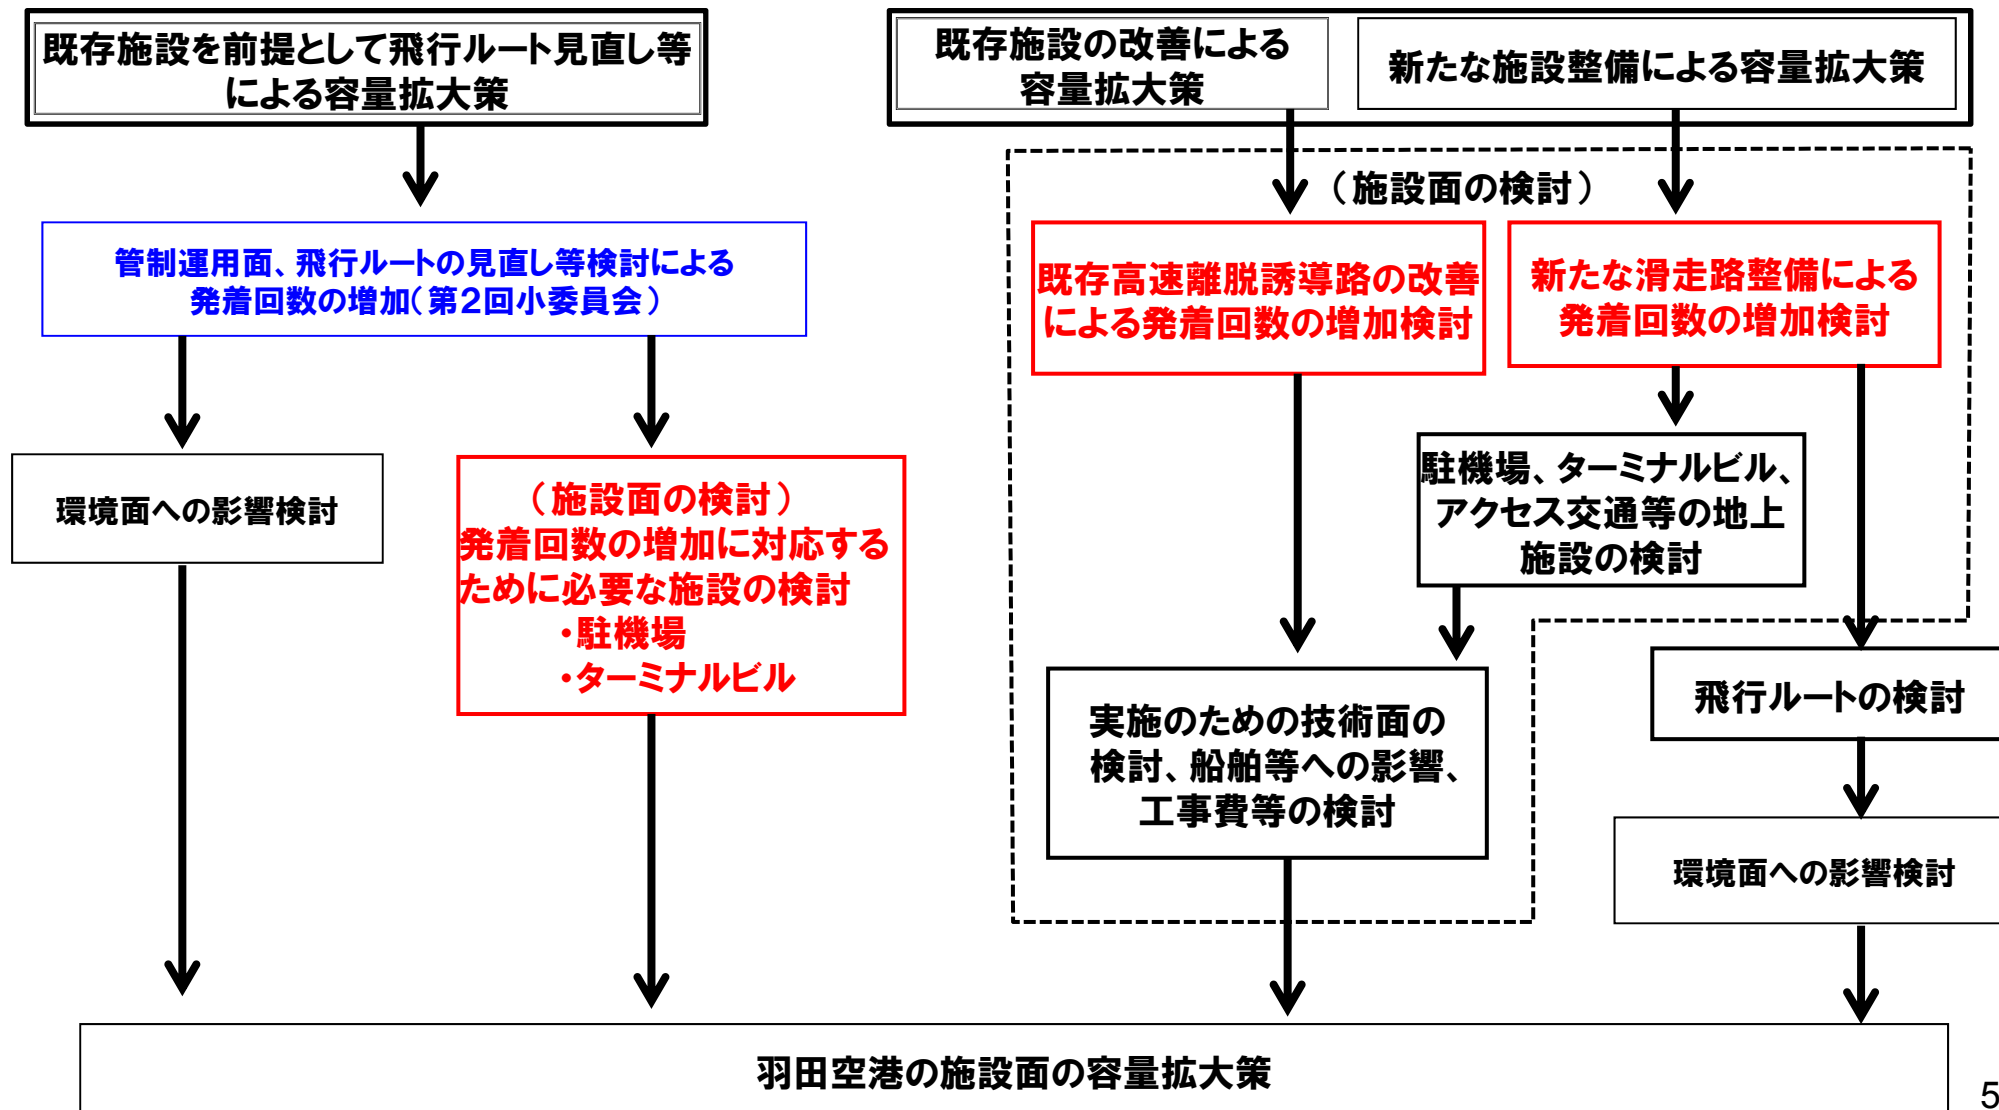 既存施設を前提として飛行ルート見直し等
による容量拡大策
既存施設の改善による
容量拡大策
新たな施設整備による容量拡大策
（施設面の検討）
管制運用面、飛行ルートの見直し等検討による
発着回数の増加（第２回小委員会）
既存高速離脱誘導路の改善
による発着回数の増加検討
新たな滑走路整備による
発着回数の増加検討
環境面への影響検討
（施設面の検討）
発着回数の増加に対応する
ために必要な施設の検討
・駐機場
・ターミナルビル
駐機場、ターミナルビル、
アクセス交通等の地上
施設の検討
実施のための技術面の
検討、船舶等への影響、
工事費等の検討
飛行ルートの検討
環境面への影響検討
羽田空港の施設面の容量拡大策
5